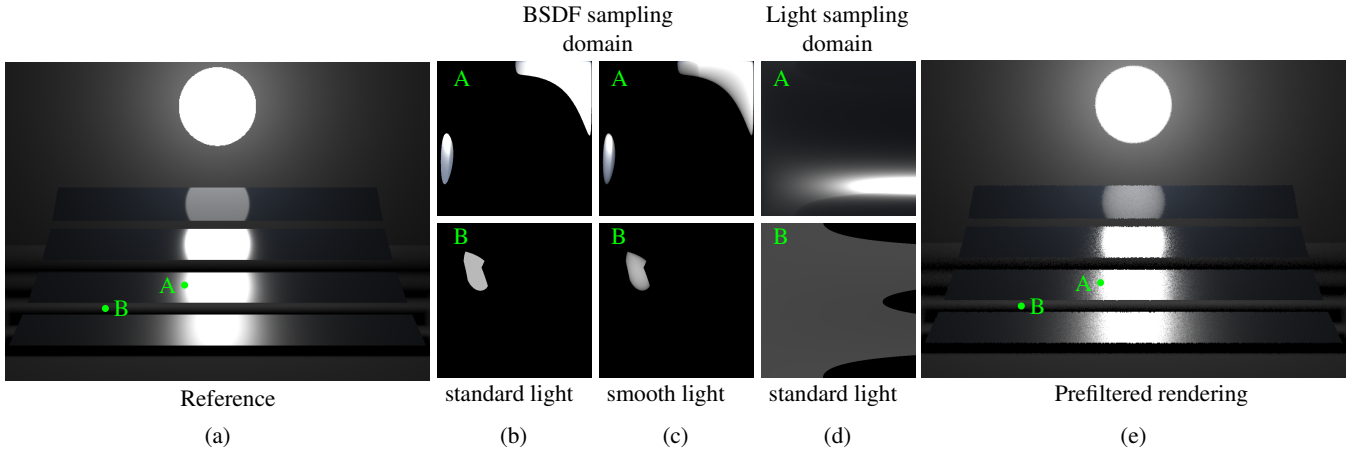 BSDF sampling
domain
Light sampling
domain
A
A
A
B
B
B
A
B
A
B
Reference
standard light
smooth light
standard light
Prefiltered rendering
(a)
(b)
(c)
(d)
(e)